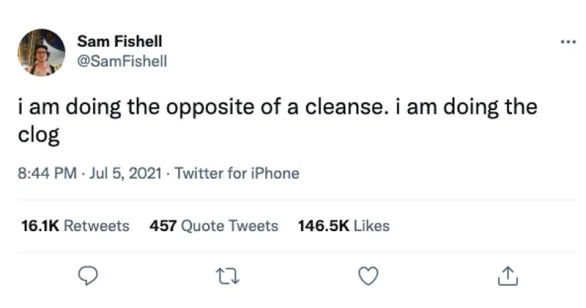 Sam Fishell
@SamFishell
i am doing the opposite of a cleanse. i am doing the
clog
8:44 PM · Jul 5, 2021 · Twitter for iPhone
16.1K Retweets 457 Quote Tweets 146.5K Likes